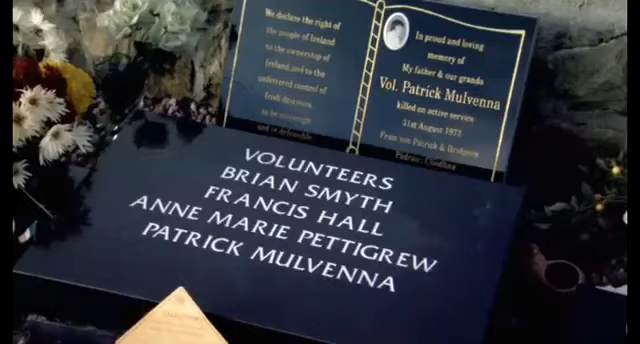 We declare the right of
the people of Ireland
to the ownership of
Ireland and to the
unfettered control of
Irish destinies
to be sovereign
and indefeasible
In proud and loving
memory of
My father & our granda
Vol. Patrick Mulvenna
killed on active service
31st August 1973
From son Patrick & Bridgeen
Padraic, Cliodhna
VOLUNTEERS
BRIAN SMYTH
FRANCIS HALL
ANNE MARIE PETTIGREW
PATRICK MULVENNA